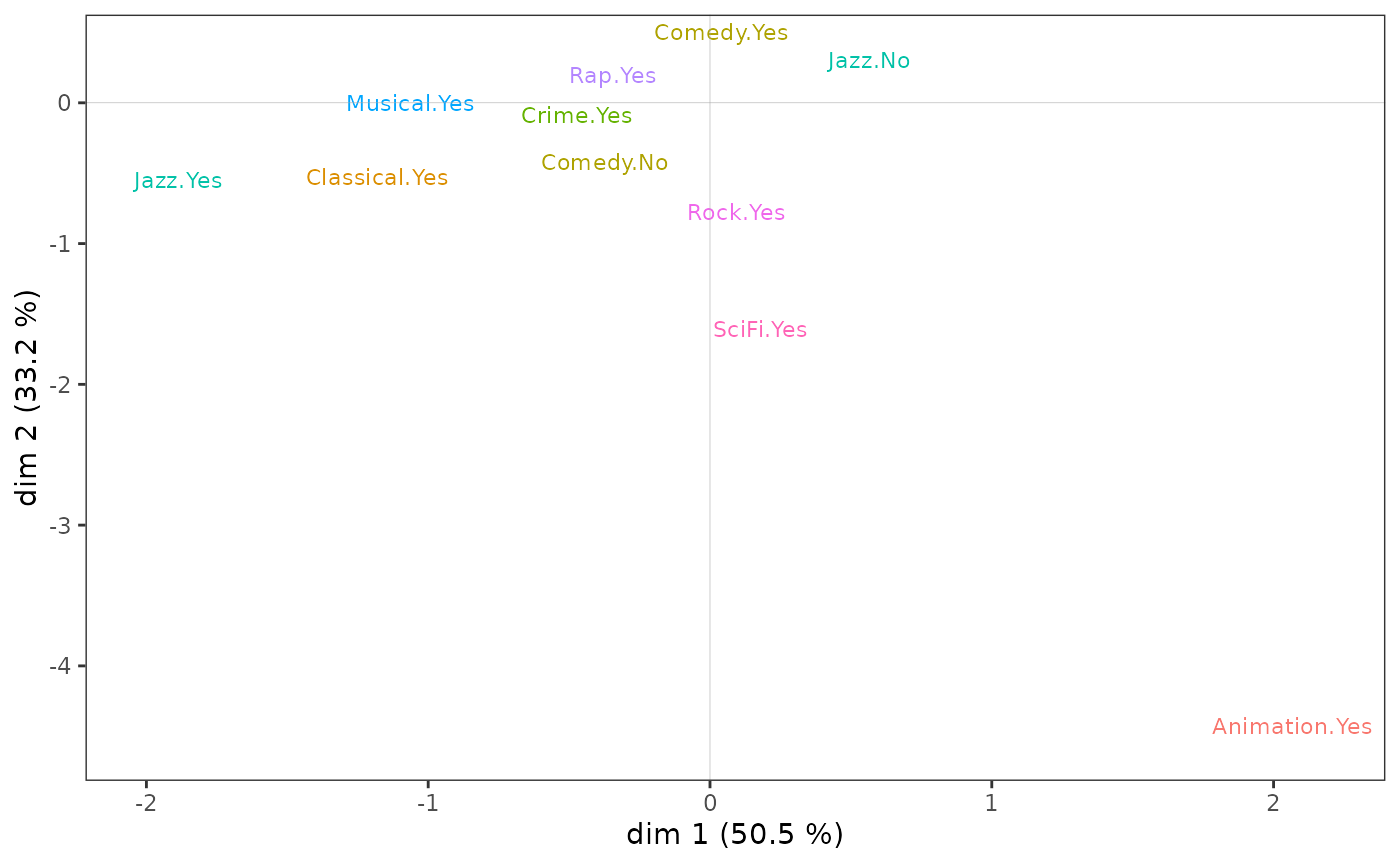 Comedy.Yes
Jazz.No
Rap.Yes
0
Musical.Yes
Crime.Yes
Comedy.No
Jazz.Yes
Classical.Yes
Rock.Yes
-1
SciFi.Yes
-2
-3
-4
Animation.Yes
dim 2 (33.2 %)
-2 -1 0 1 2
dim 1 (50.5 %)